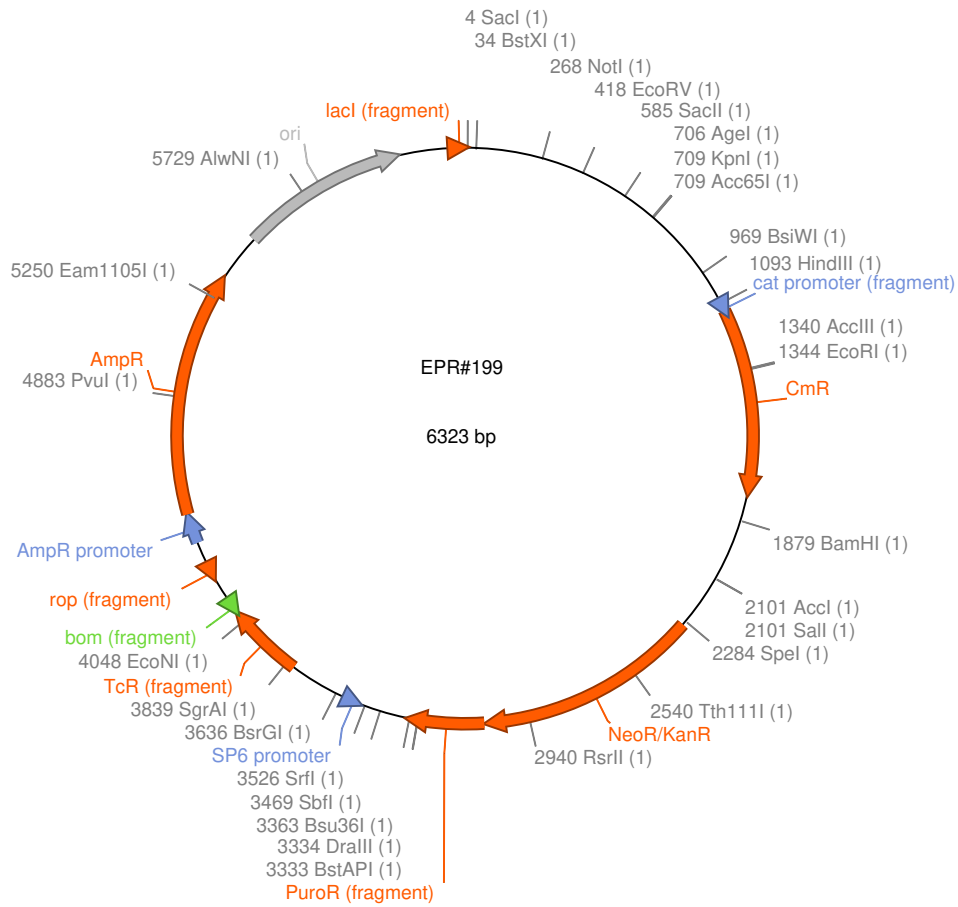 4 SacI (1)
34 BstXI (1)
268 NotI (1)
418 EcoRV (1)
585 SacII (1)
706 AgeI (1)
709 KpnI (1)
709 Acc65I (1)
969 BsiWI (1)
1093 HindIII (1)
cat promoter (fragment)
1340 AccIII (1)
1344 EcoRI (1)
CmR
1879 BamHI (1)
2101 AccI (1)
2101 SalI (1)
2284 SpeI (1)
2540 Tth111I (1)
NeoR/KanR
2940 RsrII (1)
PuroR (fragment)
3333 BstAPI (1)
3334 DraIII (1)
3363 Bsu36I (1)
3469 SbfI (1)
3526 SrfI (1)
SP6 promoter
3636 BsrGI (1)
3839 SgrAI (1)
TcR (fragment)
4048 EcoNI (1)
bom (fragment)
rop (fragment)
AmpR promoter
4883 PvuI (1)
AmpR
5250 Eam1105I (1)
5729 AlwNI (1)
ori
lacI (fragment)
EPR#199
6323 bp